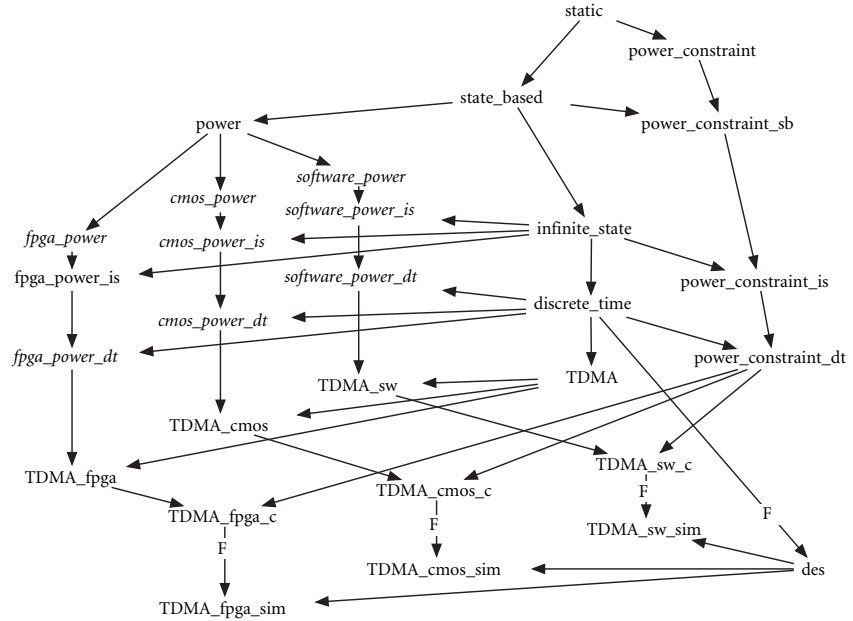 static
power_constraint
state_based
power
power_constraint_sb
software_power
cmos_power
software_power_is
fpga_power
cmos_power_is
infinite_state
fpga_power_is
software_power_dt
power_constraint_is
discrete_time
cmos_power_dt
fpga_power_dt
power_constraint_dt
TDMA_sw
TDMA
TDMA_cmos
TDMA_sw_c
TDMA_fpga
TDMA_cmos_c
F
TDMA_fpga_c
F
F
TDMA_sw_sim
F
TDMA_cmos_sim
des
TDMA_fpga_sim